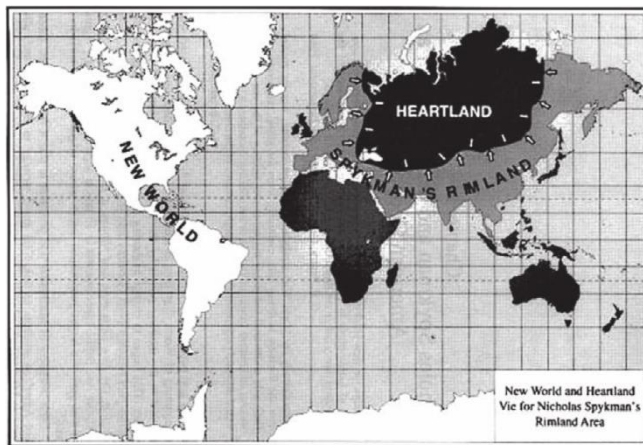 HEARTLAND
SPYKMAN'S RIMLAND
NEW WORLD
New World and Heartland
Vie for Nicholas Spykman's
Rimland Area